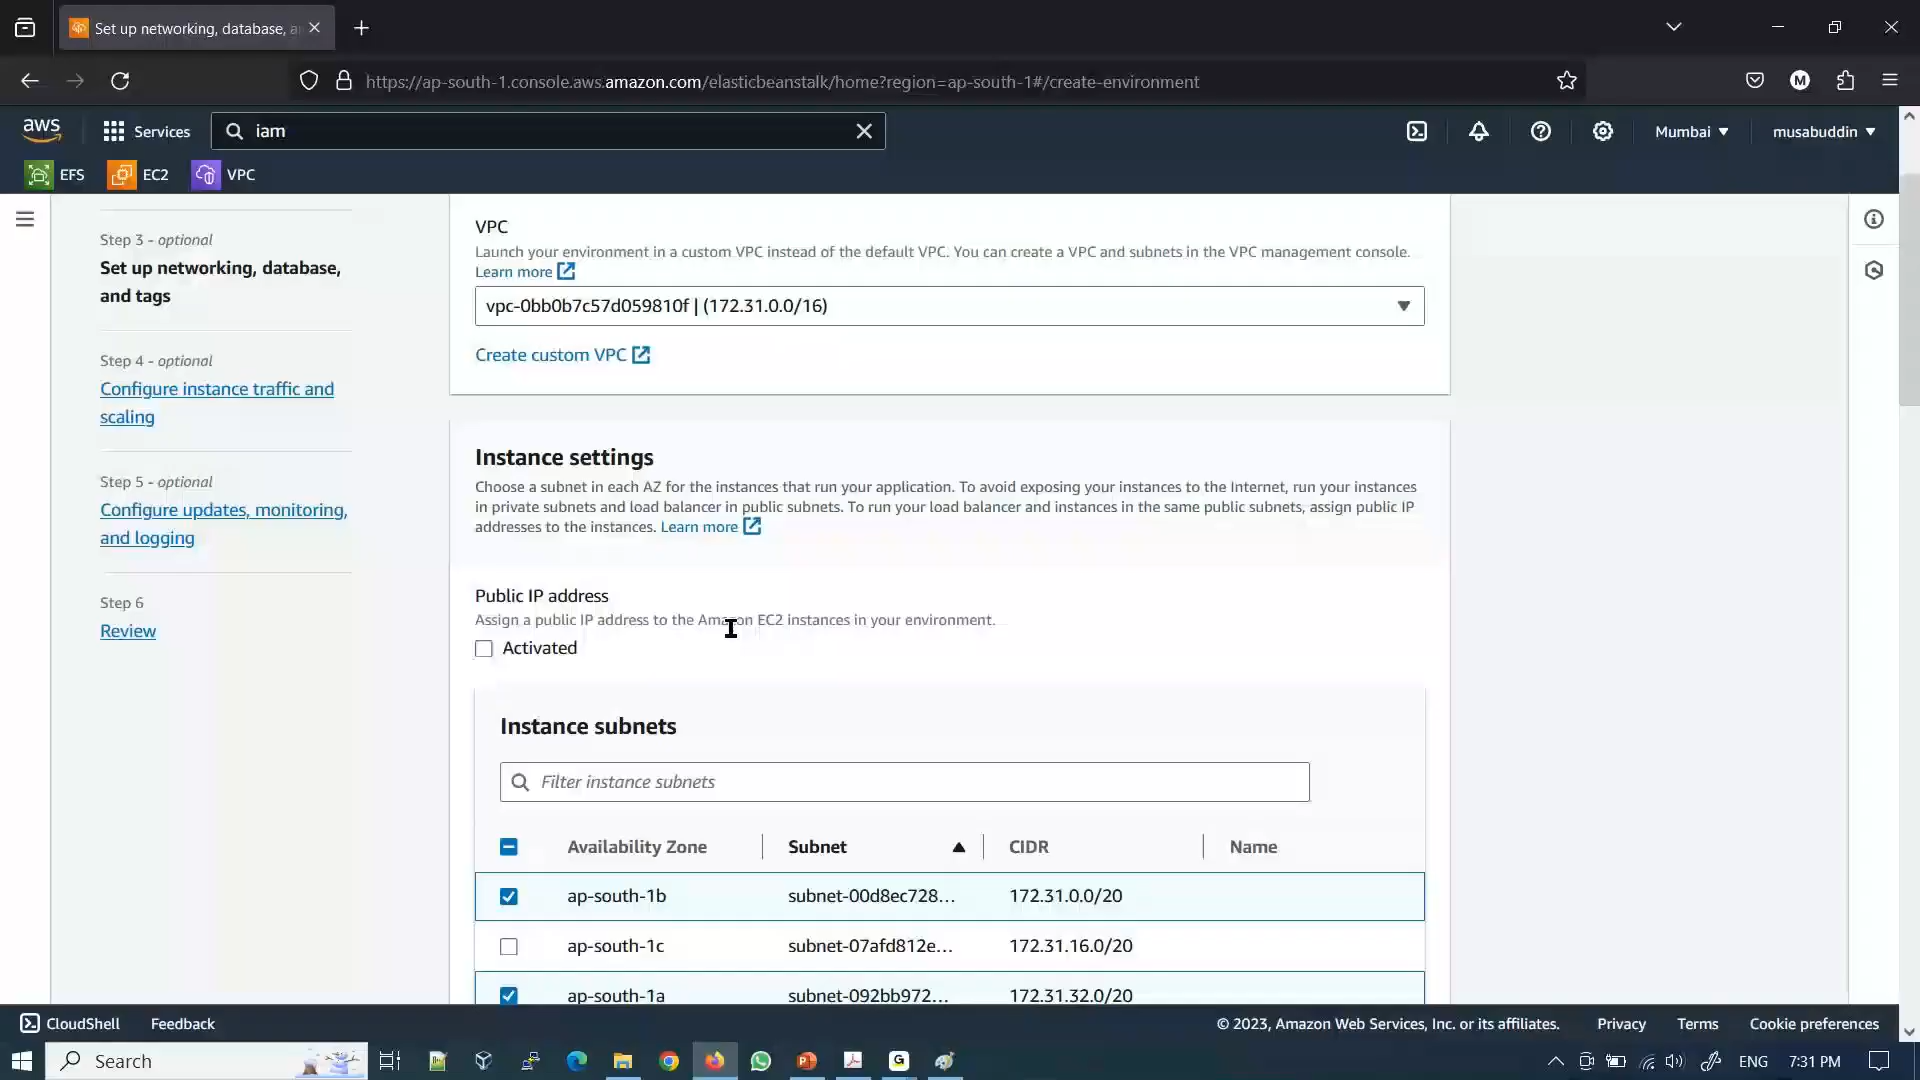 Set up networking, database, a
https://ap-south-1.console.aws.amazon.com/elasticbeanstalk/home?region=ap-south-1#/create-environment
M
aws
Services
iam
Mumbai
musabuddin
EFS
EC2
VPC
Step 3 - optional
Set up networking, database,
and tags
Step 4 - optional
Configure instance traffic and
scaling
Step 5 - optional
Configure updates, monitoring,
and logging
Step 6
Review
VPC
Launch your environment in a custom VPC instead of the default VPC. You can create a VPC and subnets in the VPC management console.
Learn more
vpc-0bb0b7c57d059810f | (172.31.0.0/16)
Create custom VPC
Instance settings
Choose a subnet in each AZ for the instances that run your application. To avoid exposing your instances to the Internet, run your instances
in private subnets and load balancer in public subnets. To run your load balancer and instances in the same public subnets, assign public IP
addresses to the instances. Learn more
Public IP address
Assign a public IP address to the Amazon EC2 instances in your environment.
Activated
Instance subnets
Filter instance subnets
Availability Zone Subnet CIDR Name
ap-south-1b subnet-00d8ec728... 172.31.0.0/20
ap-south-1c subnet-07afd812e... 172.31.16.0/20
ap-south-1a subnet-092bb972... 172.31.32.0/20
CloudShell Feedback © 2023, Amazon Web Services, Inc. or its affiliates. Privacy Terms Cookie preferences
Search
ENG 7:31 PM